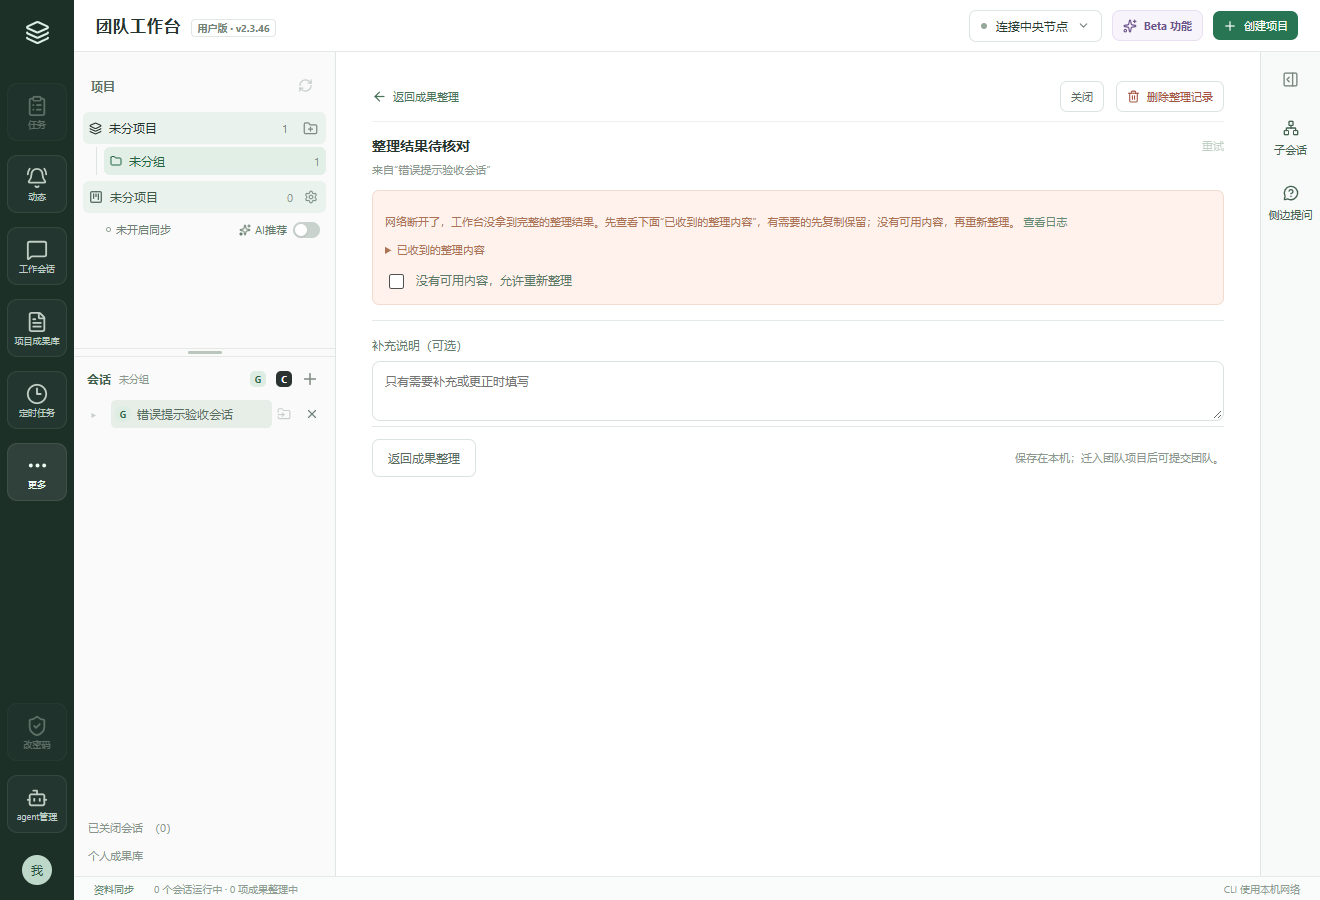 团队工作台
用户版 · v2.3.46
连接中央节点
Beta 功能
创建项目
任务
动态
工作会话
项目成果库
定时任务
更多
改密码
agent管理
我
项目
未分项目 1
未分组 1
未分项目 0
未开启同步
AI推荐
会话 未分组
G
C
G 错误提示验收会话
已关闭会话 (0)
个人成果库
返回成果整理
关闭
删除整理记录
整理结果待核对
重试
来自“错误提示验收会话”
网络断开了，工作台没拿到完整的整理结果。先查看下面“已收到的整理内容”，有需要的先复制保留；没有可用内容，再重新整理。 查看日志
已收到的整理内容
没有可用内容，允许重新整理
补充说明（可选）
只有需要补充或更正时填写
返回成果整理
保存在本机；迁入团队项目后可提交团队。
子会话
侧边提问
资料同步
0 个会话运行中 · 0 项成果整理中
CLI 使用本机网络